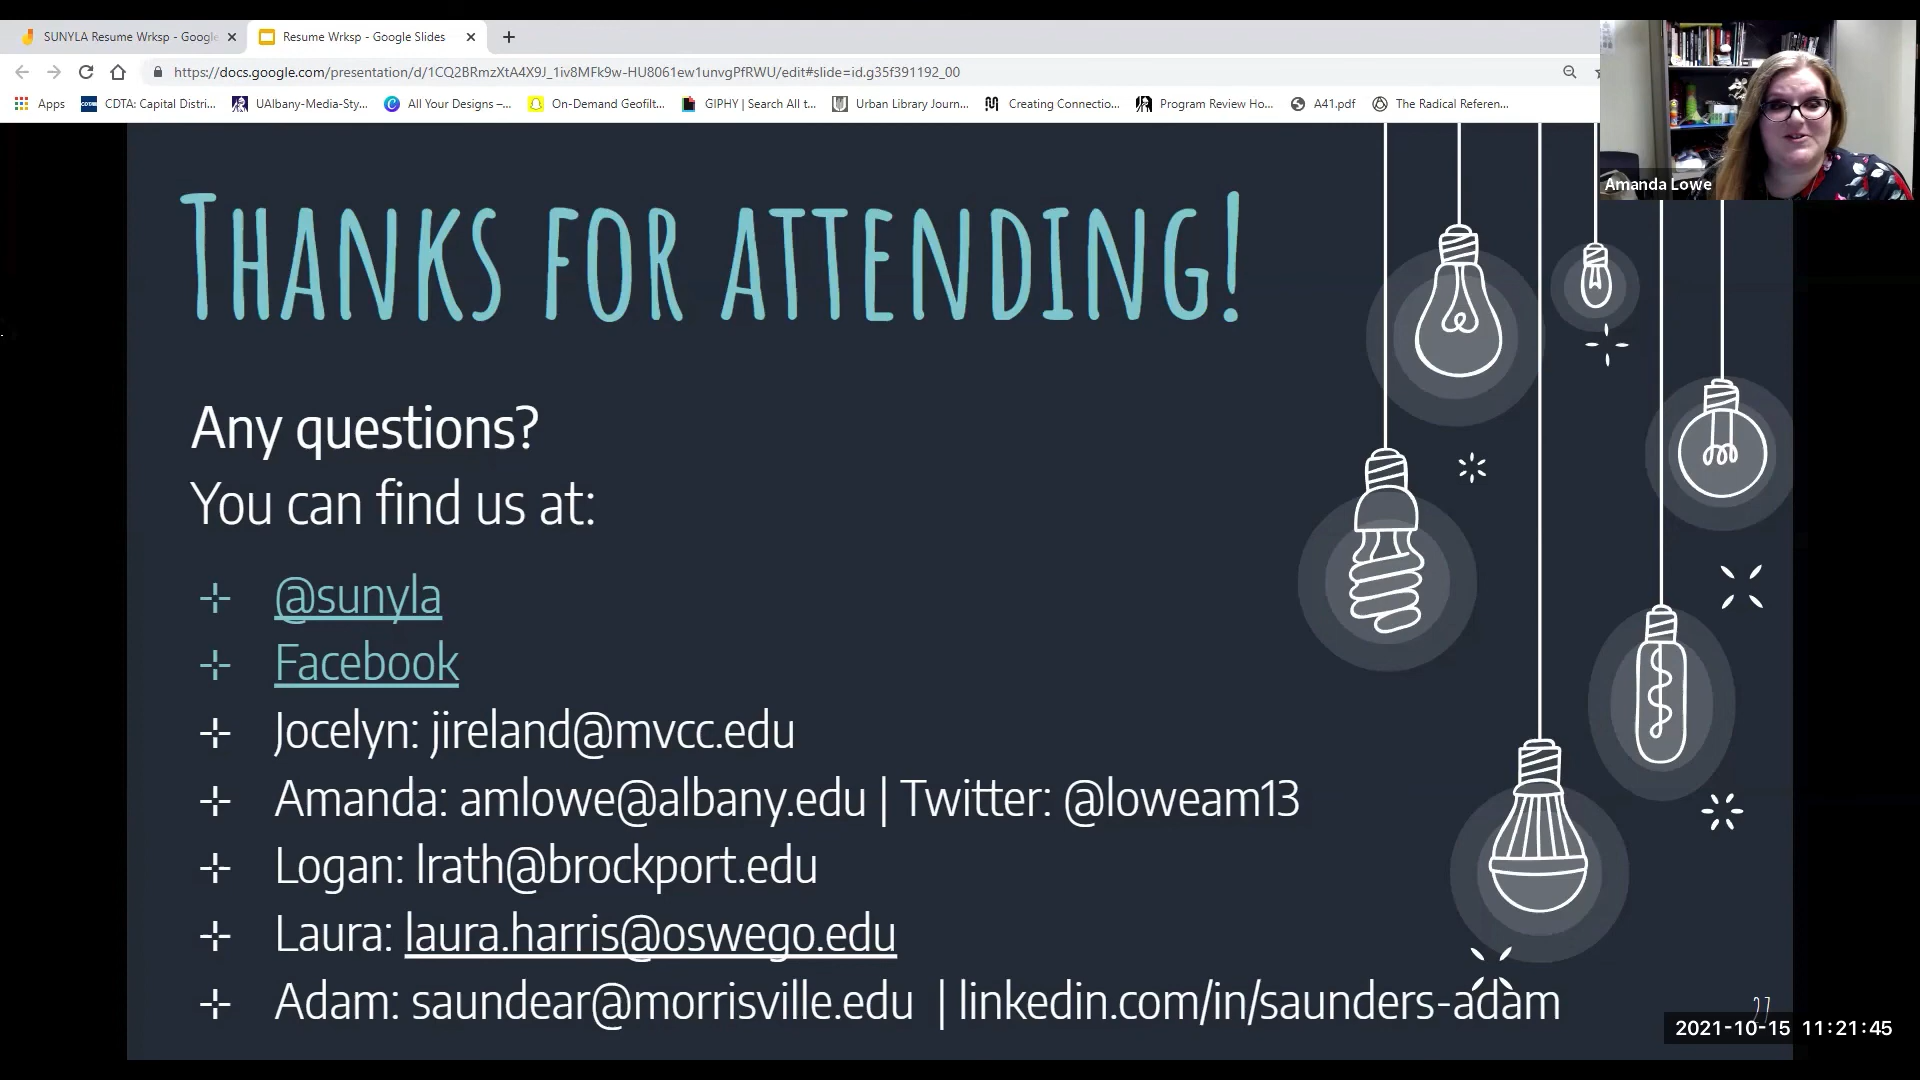 SUNYLA Resume Wrksp - Google
Resume Wrksp - Google Slides
https://docs.google.com/presentation/d/1CQ2BRmzXtA4X9J_1iv8MFk9w-HU8061ew1unvgPfRWU/edit#slide=id.g35f391192_00
Apps CDTA: Capital Distri... UAlbany-Media-Sty... All Your Designs –... On-Demand Geofilt... GIPHY | Search All t... Urban Library Journ... Creating Connectio... Program Review Ho... A41.pdf The Radical Referen...
Amanda Lowe
Thanks for attending!
Any questions?
You can find us at:
@sunyla
Facebook
Jocelyn: jireland@mvcc.edu
Amanda: amlowe@albany.edu | Twitter: @loweam13
Logan: lrath@brockport.edu
Laura: laura.harris@oswego.edu
Adam: saundear@morrisville.edu | linkedin.com/in/saunders-adam
27
2021-10-15 11:21:45